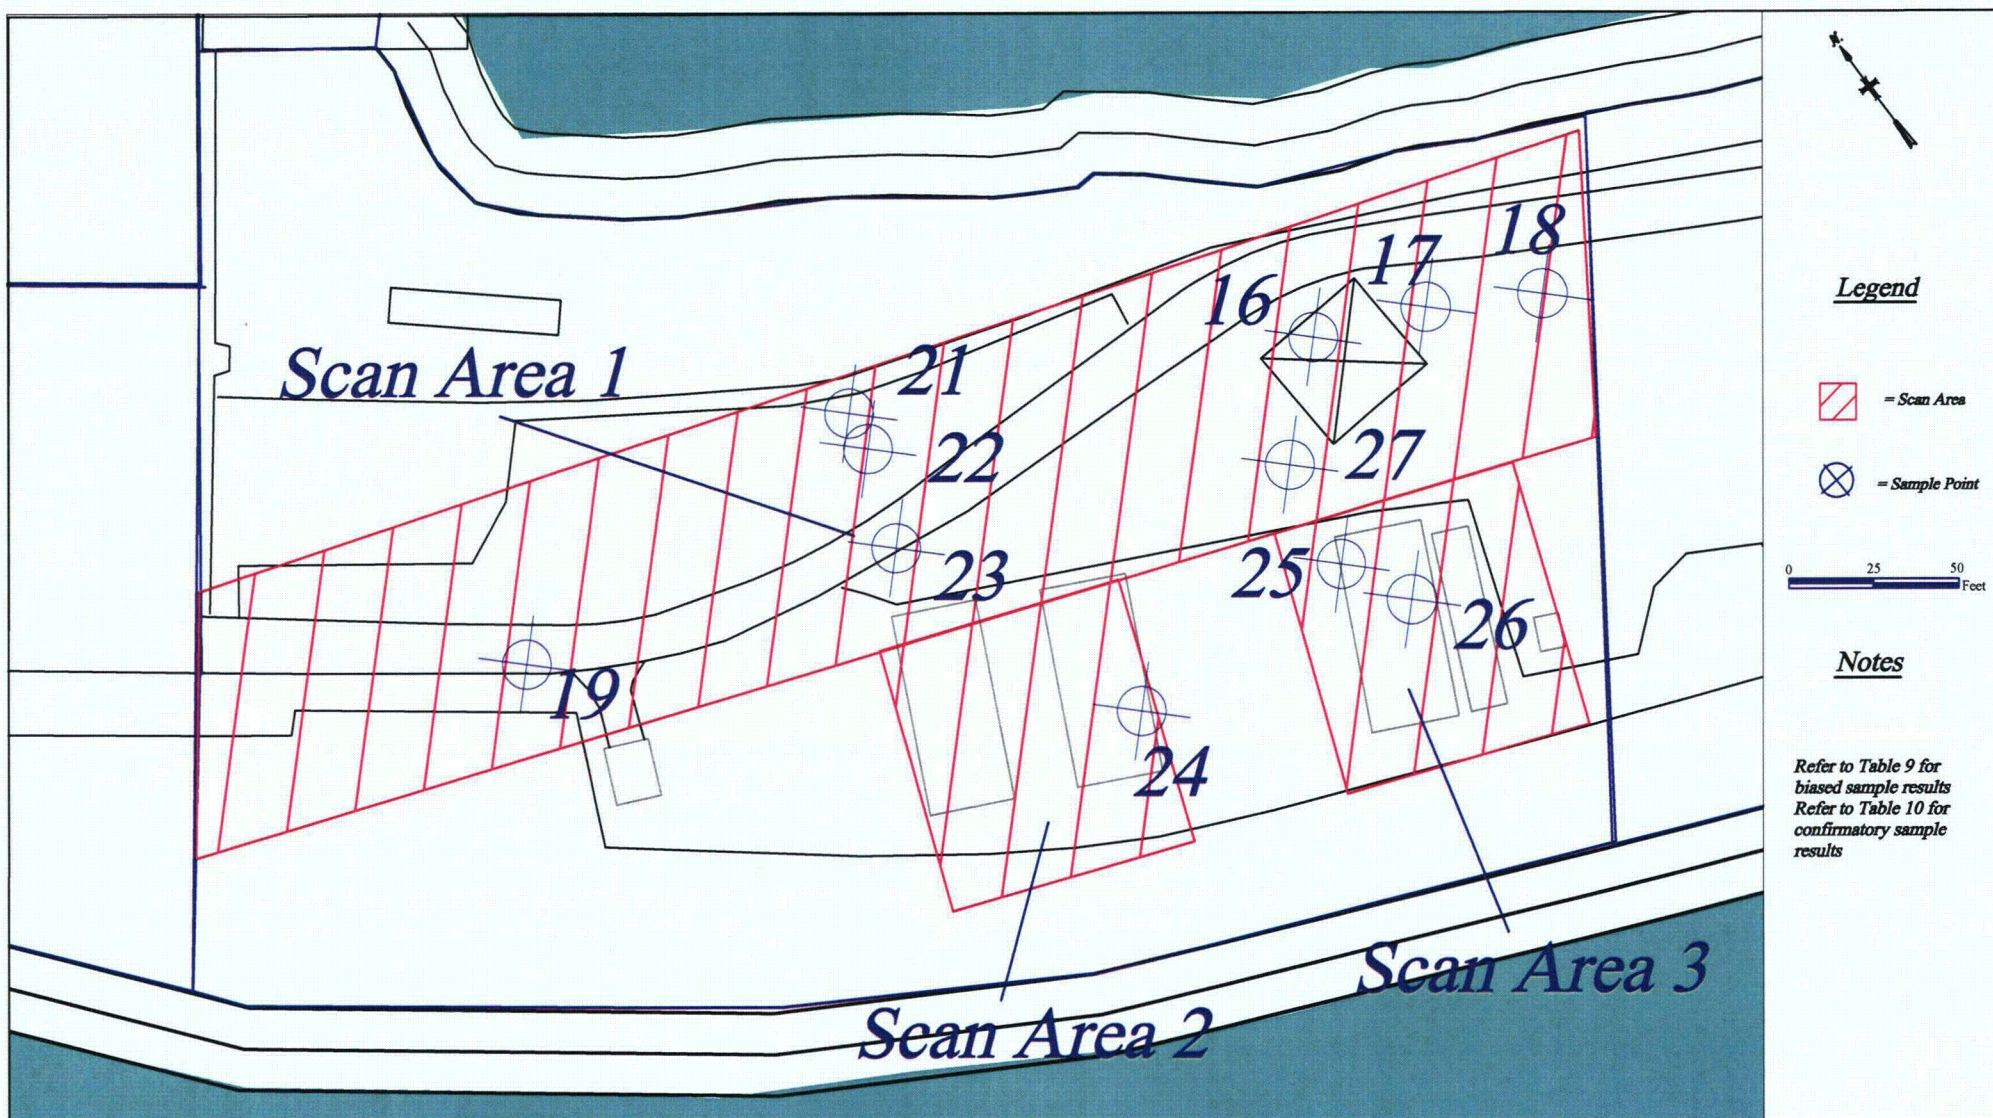 N
18
17
16
Scan Area 1
21
22
27
23
25
26
19
24
Scan Area 3
Scan Area 2
Legend
= Scan Area
= Sample Point
0 25 50
Feet
Notes
Refer to Table 9 for
biased sample results
Refer to Table 10 for
confirmatory sample
results